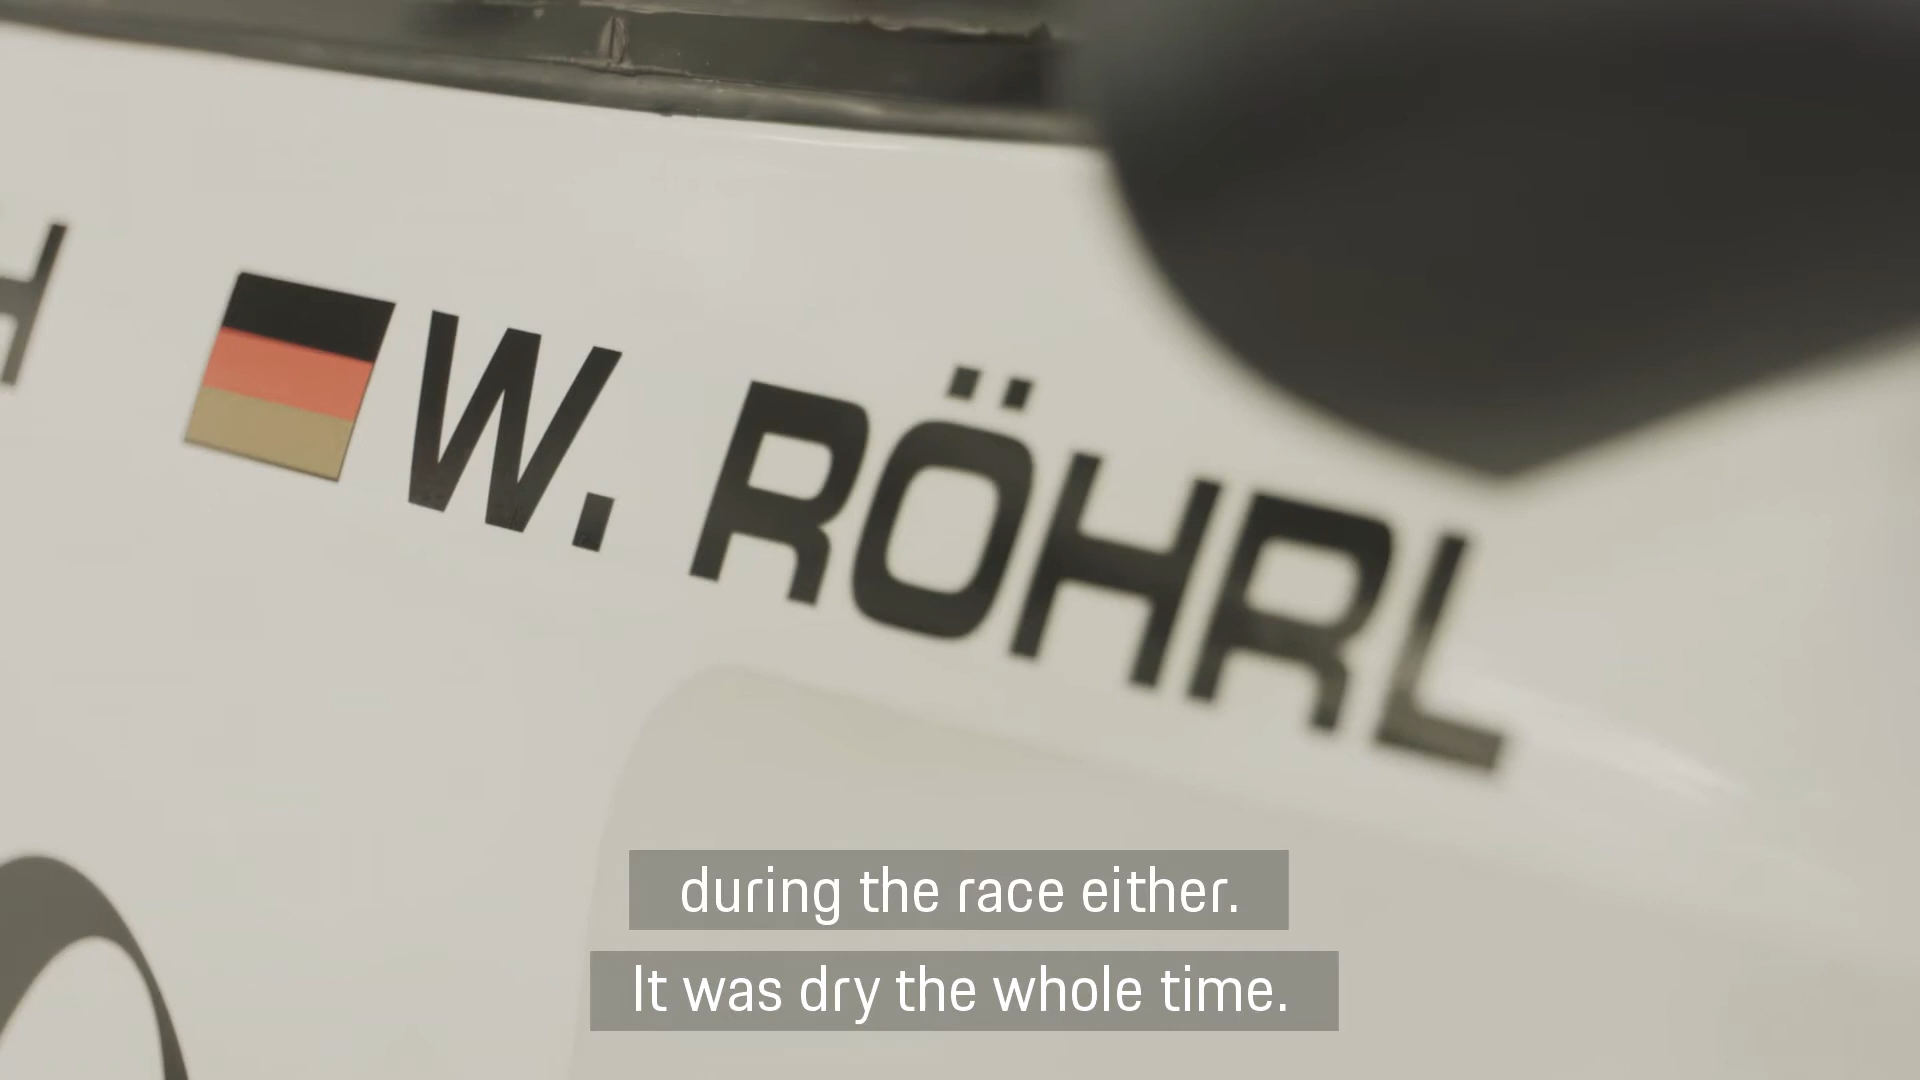 H
W. RÖHRL
during the race either.
It was dry the whole time.